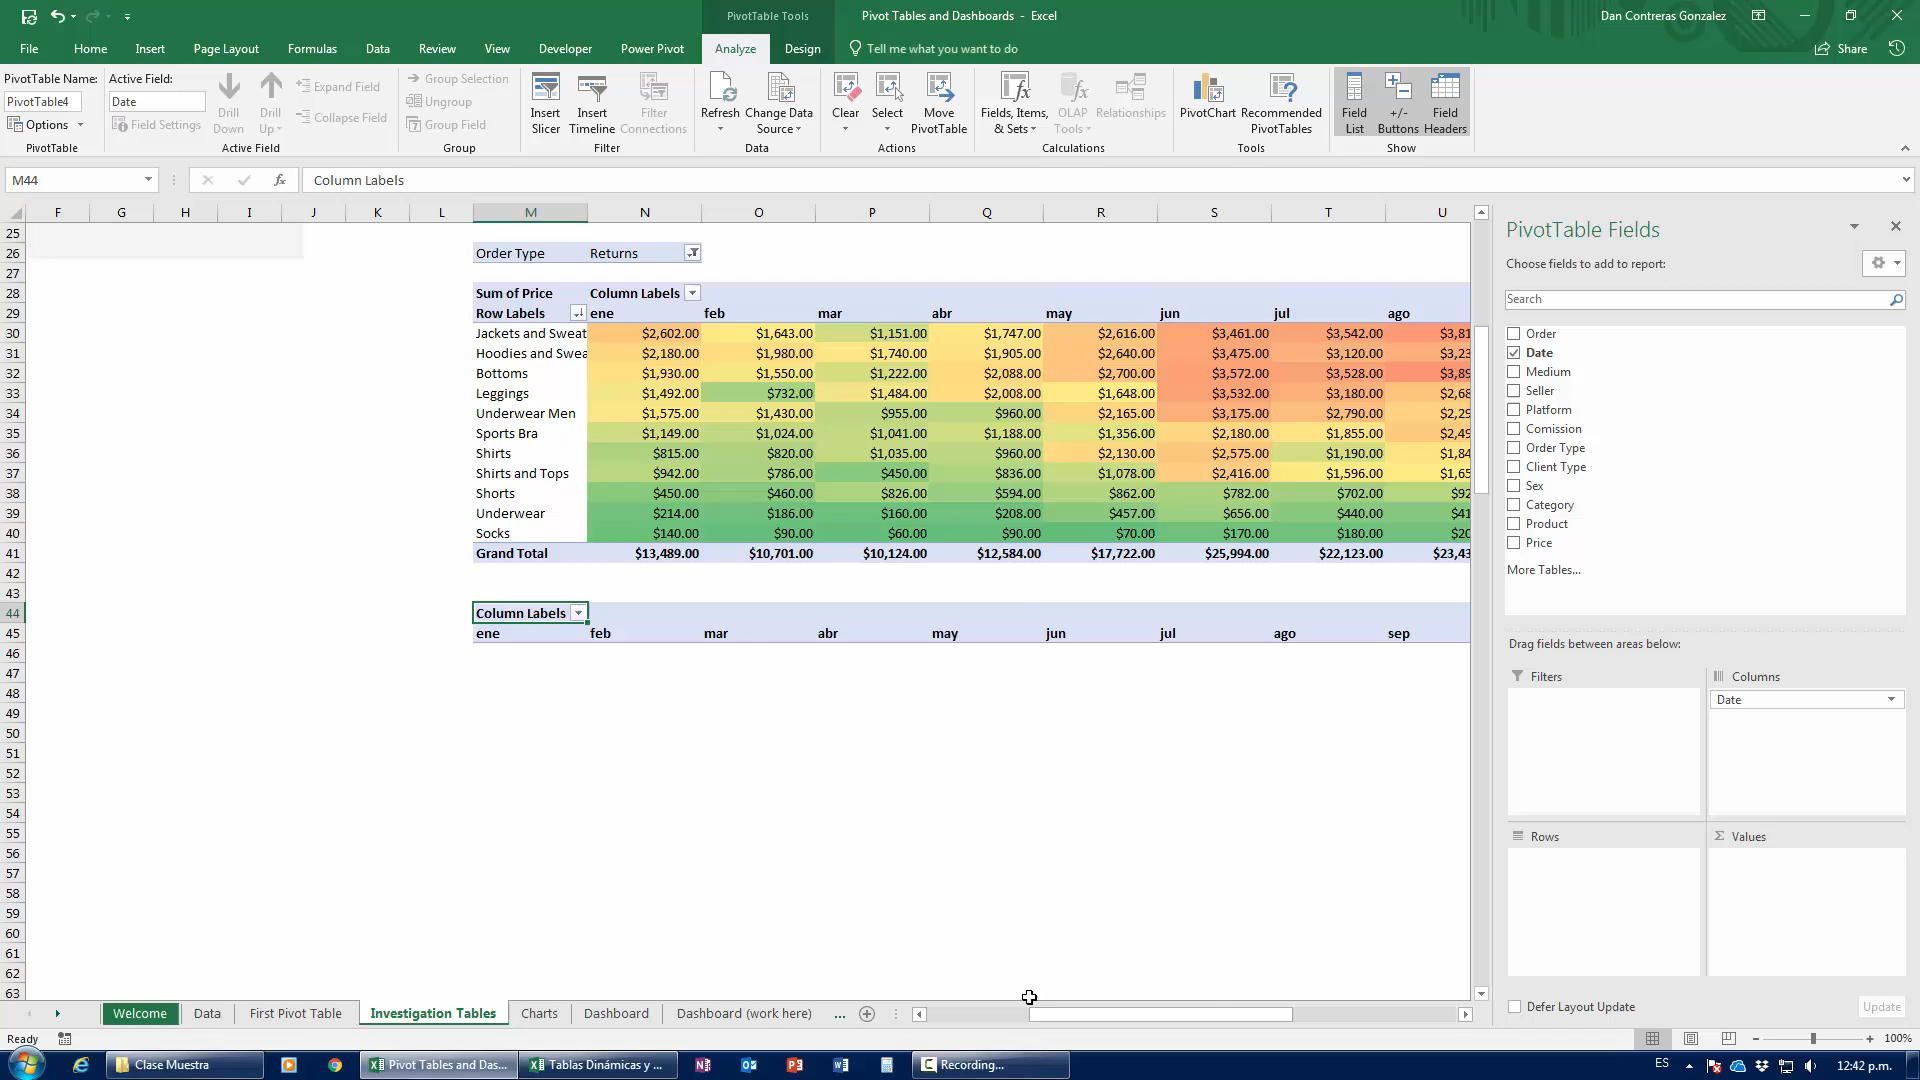 PivotTable Tools
Pivot Tables and Dashboards - Excel
Dan Contreras Gonzalez
File Home Insert Page Layout Formulas Data Review View Developer Power Pivot Analyze Design Tell me what you want to do Share
PivotTable Name:
PivotTable4
Options
PivotTable
Active Field:
Date
Field Settings
Drill Down
Drill Up
Expand Field
Collapse Field
Active Field
Group Selection
Ungroup
Group Field
Group
Insert Slicer
Insert Timeline
Filter Connections
Filter
Refresh
Change Data Source
Data
Clear
Select
Move PivotTable
Actions
Fields, Items, & Sets
OLAP Tools
Relationships
Calculations
PivotChart
Recommended PivotTables
Tools
Field List
+/- Buttons
Field Headers
Show
M44 fx Column Labels
F G H I J K L M N O P Q R S T U
25
26 Order Type Returns
27
28 Sum of Price Column Labels
29 Row Labels ene feb mar abr may jun jul ago
30 Jackets and Sweat $2,602.00 $1,643.00 $1,151.00 $1,747.00 $2,616.00 $3,461.00 $3,542.00 $3,81
31 Hoodies and Swea $2,180.00 $1,980.00 $1,740.00 $1,905.00 $2,640.00 $3,475.00 $3,120.00 $3,23
32 Bottoms $1,930.00 $1,550.00 $1,222.00 $2,088.00 $2,700.00 $3,572.00 $3,528.00 $3,89
33 Leggings $1,492.00 $732.00 $1,484.00 $2,008.00 $1,648.00 $3,532.00 $3,180.00 $2,68
34 Underwear Men $1,575.00 $1,430.00 $955.00 $960.00 $2,165.00 $3,175.00 $2,790.00 $2,29
35 Sports Bra $1,149.00 $1,024.00 $1,041.00 $1,188.00 $1,356.00 $2,180.00 $1,855.00 $2,49
36 Shirts $815.00 $820.00 $1,035.00 $960.00 $2,130.00 $2,575.00 $1,190.00 $1,84
37 Shirts and Tops $942.00 $786.00 $450.00 $836.00 $1,078.00 $2,416.00 $1,596.00 $1,65
38 Shorts $450.00 $460.00 $826.00 $594.00 $862.00 $782.00 $702.00 $92
39 Underwear $214.00 $186.00 $160.00 $208.00 $457.00 $656.00 $440.00 $41
40 Socks $140.00 $90.00 $60.00 $90.00 $70.00 $170.00 $180.00 $20
41 Grand Total $13,489.00 $10,701.00 $10,124.00 $12,584.00 $17,722.00 $25,994.00 $22,123.00 $23,43
42
43
44 Column Labels
45 ene feb mar abr may jun jul ago sep
46
47
48
49
50
51
52
53
54
55
56
57
58
59
60
61
62
63
PivotTable Fields
Choose fields to add to report:
Search
Order
Date
Medium
Seller
Platform
Comission
Order Type
Client Type
Sex
Category
Product
Price
More Tables...
Drag fields between areas below:
Filters
Columns
Date
Rows
Σ Values
Defer Layout Update Update
Welcome Data First Pivot Table Investigation Tables Charts Dashboard Dashboard (work here) ...
Ready
100%
Clase Muestra
Pivot Tables and Das...
Tablas Dinámicas y ...
Recording...
ES
12:42 p.m.